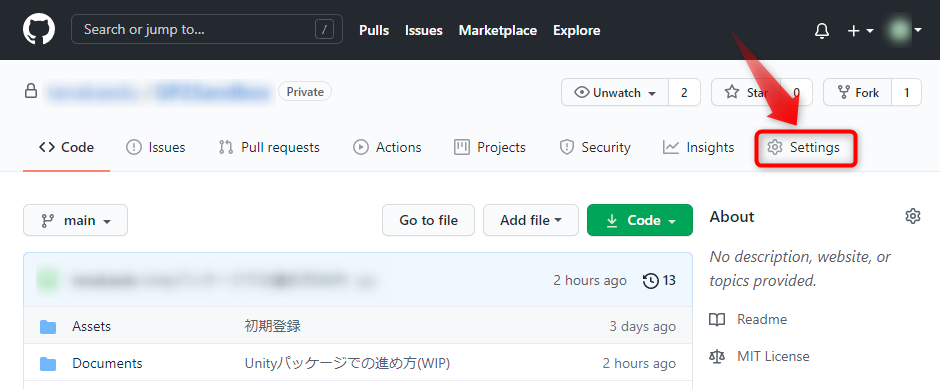 Search or jump to... /
Pulls Issues Marketplace Explore
Private
Unwatch 2
Star 0
Fork 1
Code Issues Pull requests Actions Projects Security Insights Settings
main Go to file Add file Code
About
No description, website, or
topics provided.
2 hours ago 13
Assets 初期登録 3 days ago
Readme
Documents Unityパッケージでの進め方(WIP) 2 hours ago
MIT License